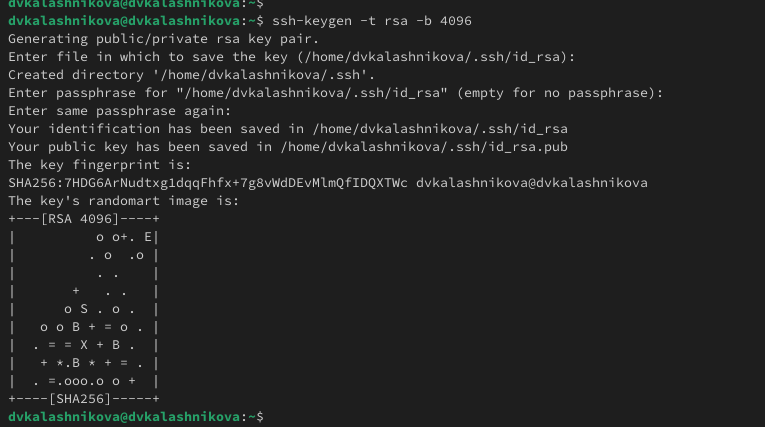 dvkalashnikova@dvkalashnikova:~$
dvkalashnikova@dvkalashnikova:~$ ssh-keygen -t rsa -b 4096
Generating public/private rsa key pair.
Enter file in which to save the key (/home/dvkalashnikova/.ssh/id_rsa):
Created directory '/home/dvkalashnikova/.ssh'.
Enter passphrase for "/home/dvkalashnikova/.ssh/id_rsa" (empty for no passphrase):
Enter same passphrase again:
Your identification has been saved in /home/dvkalashnikova/.ssh/id_rsa
Your public key has been saved in /home/dvkalashnikova/.ssh/id_rsa.pub
The key fingerprint is:
SHA256:7HDG6ArNudtxg1dqqFhfx+7g8vWdDEvMlmQfIDQXTWc dvkalashnikova@dvkalashnikova
The key's randomart image is:
+---[RSA 4096]----+
|          o o+. E|
|         . o  .o |
|          . .    |
|       +   . .   |
|      o S . o .  |
|   o o B + = o . |
|  . = = X + B .  |
|   + *.B * + = . |
|  . =.ooo.o o +  |
+----[SHA256]-----+
dvkalashnikova@dvkalashnikova:~$